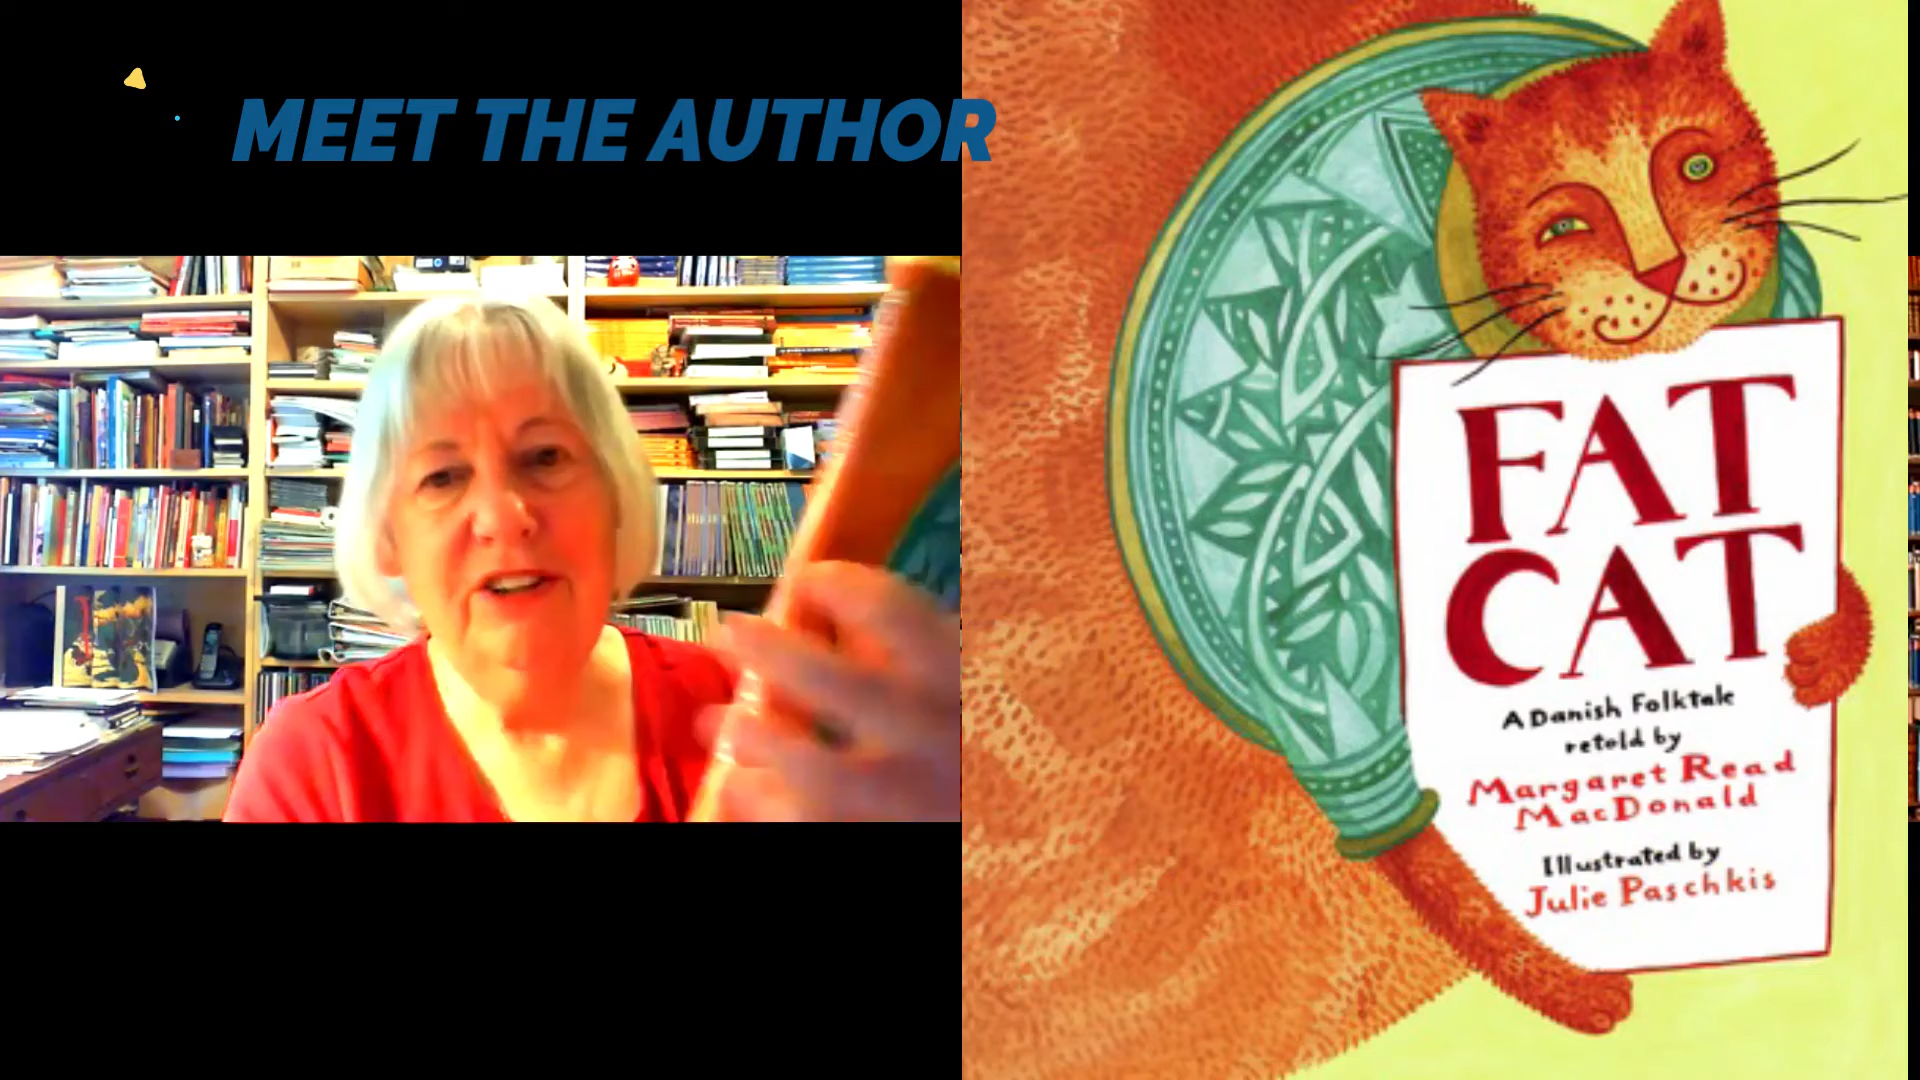 MEET THE AUTHOR
FAT
CAT
A Danish Folktale
retold by
Margaret Read
MacDonald
Illustrated by
Julie Paschkis